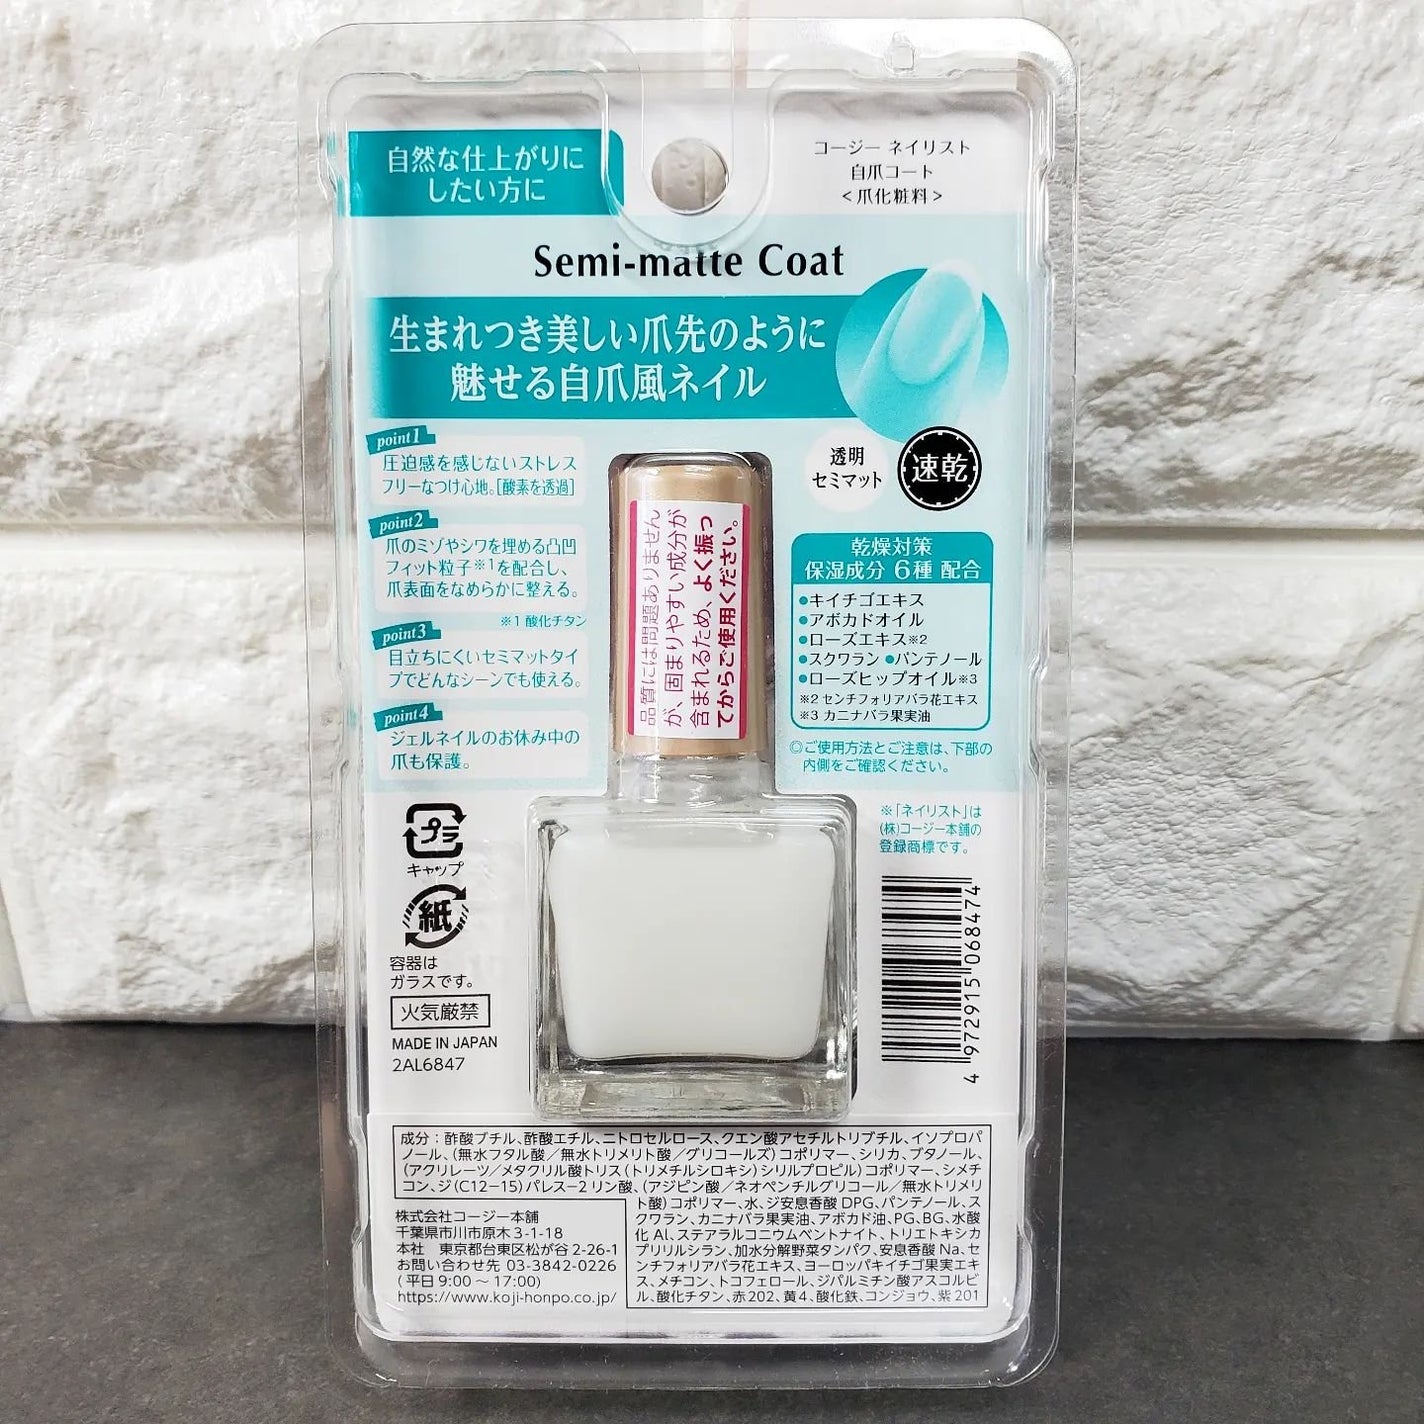 自然な仕上がりに
したい方に
コージー ネイリスト
自爪コート
<爪化粧料>
Semi-matte Coat
生まれつき美しい爪先のように
魅せる自爪風ネイル
point1
圧迫感を感じないストレス
フリーなつけ心地。[酸素を透過]
point2
爪のミゾやシワを埋める凸凹
フィット粒子※1を配合し、
爪表面をなめらかに整える。
※1 酸化チタン
point3
目立ちにくいセミマットタイ
プでどんなシーンでも使える。
point4
ジェルネイルのお休み中の
爪も保護。
品質には問題ありません
が、固まりやすい成分が
含まれるため、よく振っ
てからご使用ください。
透明
セミマット
速乾
乾燥対策
保湿成分 6種 配合
●キイチゴエキス
●アボカドオイル
●ローズエキス※2
●スクワラン ●パンテノール
●ローズヒップオイル※3
※2 センチフォリアバラ花エキス
※3 カニナバラ果実油
◎ご使用方法とご注意は、下部の
内側をご確認ください。
※「ネイリスト」は
(株)コージー本舗の
登録商標です。
プラ
キャップ
紙
容器は
ガラスです。
火気厳禁
MADE IN JAPAN
2AL6847
4 972915 068474
成分：酢酸ブチル、酢酸エチル、ニトロセルロース、クエン酸アセチルトリブチル、イソプロパ
ノール、(無水フタル酸／無水トリメリト酸／グリコールズ)コポリマー、シリカ、ブタノール、
(アクリレーツ／メタクリル酸トリス(トリメチルシロキシ)シリルプロピル)コポリマー、シメチ
コン、ジ(C12−15)パレス−2リン酸、(アジピン酸／ネオペンチルグリコール／無水トリメリ
ト酸)コポリマー、水、ジ安息香酸DPG、パンテノール、ス
クワラン、カニナバラ果実油、アボカド油、PG、BG、水酸
化Al、ステアラルコニウムベントナイト、トリエトキシカ
プリリルシラン、加水分解野菜タンパク、安息香酸Na、セ
ンチフォリアバラ花エキス、ヨーロッパキイチゴ果実エキ
ス、メチコン、トコフェロール、ジパルミチン酸アスコルビ
ル、酸化チタン、赤202、黄4、酸化鉄、コンジョウ、紫201
株式会社コージー本舗
千葉県市川市原木3-1-18
本社 東京都台東区松が谷2-26-1
お問い合わせ先 03-3842-0226
(平日9:00〜17:00)
https://www.koji-honpo.co.jp/